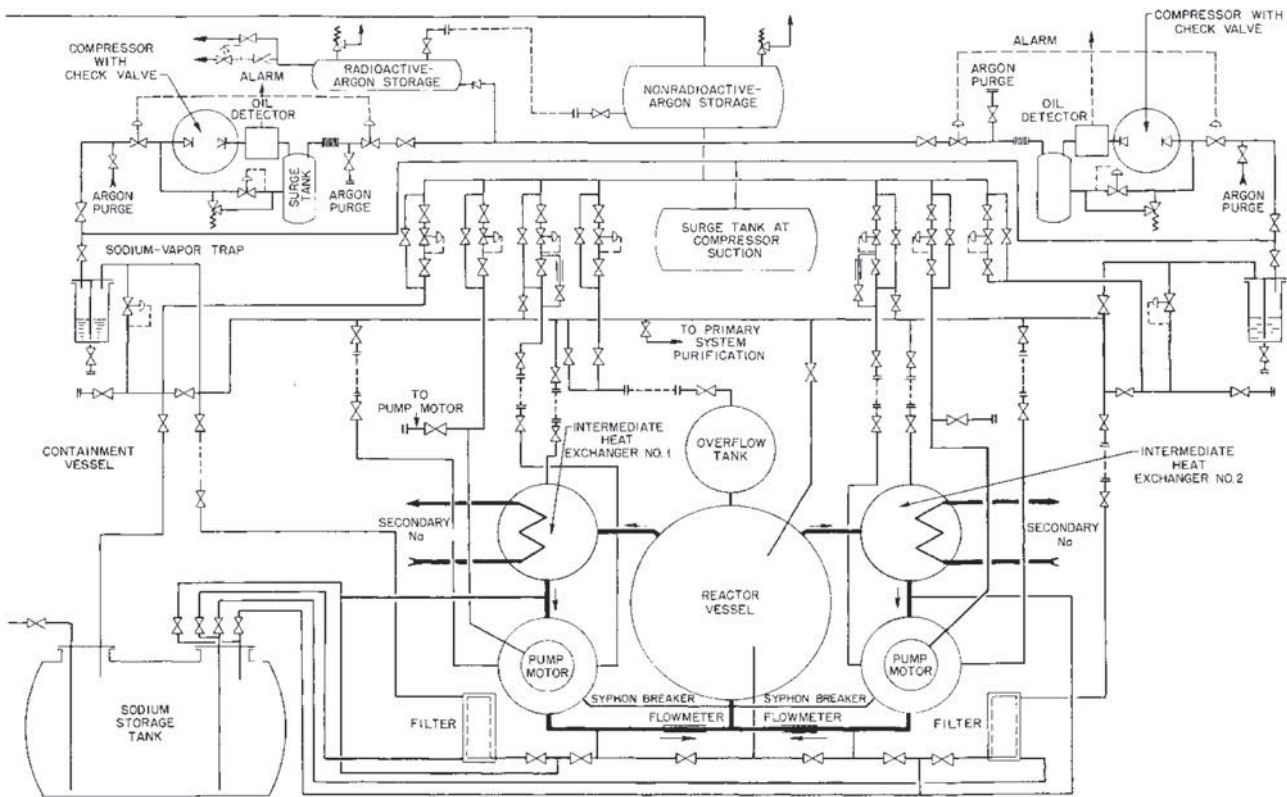 COMPRESSOR WITH
CHECK VALVE
COMPRESSOR
WITH
CHECK VALVE
ALARM
RADIOACTIVE-
ARGON STORAGE
NONRADIOACTIVE-
ARGON STORAGE
ALARM
OIL
DETECTOR
OIL
DETECTOR
ARGON
PURGE
ARGON
PURGE
SURGE
TANK
ARGON
PURGE
ARGON
PURGE
SURGE TANK AT
COMPRESSOR
SUCTION
SODIUM-VAPOR TRAP
TO PRIMARY
SYSTEM
PURIFICATION
TO
PUMP MOTOR
CONTAINMENT
VESSEL
INTERMEDIATE
HEAT
EXCHANGER NO. 1
OVERFLOW
TANK
INTERMEDIATE
HEAT
EXCHANGER NO. 2
SECONDARY
Na
SECONDARY
Na
REACTOR
VESSEL
PUMP
MOTOR
PUMP
MOTOR
SYPHON BREAKER
SYPHON BREAKER
FILTER
FLOWMETER
FLOWMETER
FILTER
SODIUM
STORAGE
TANK